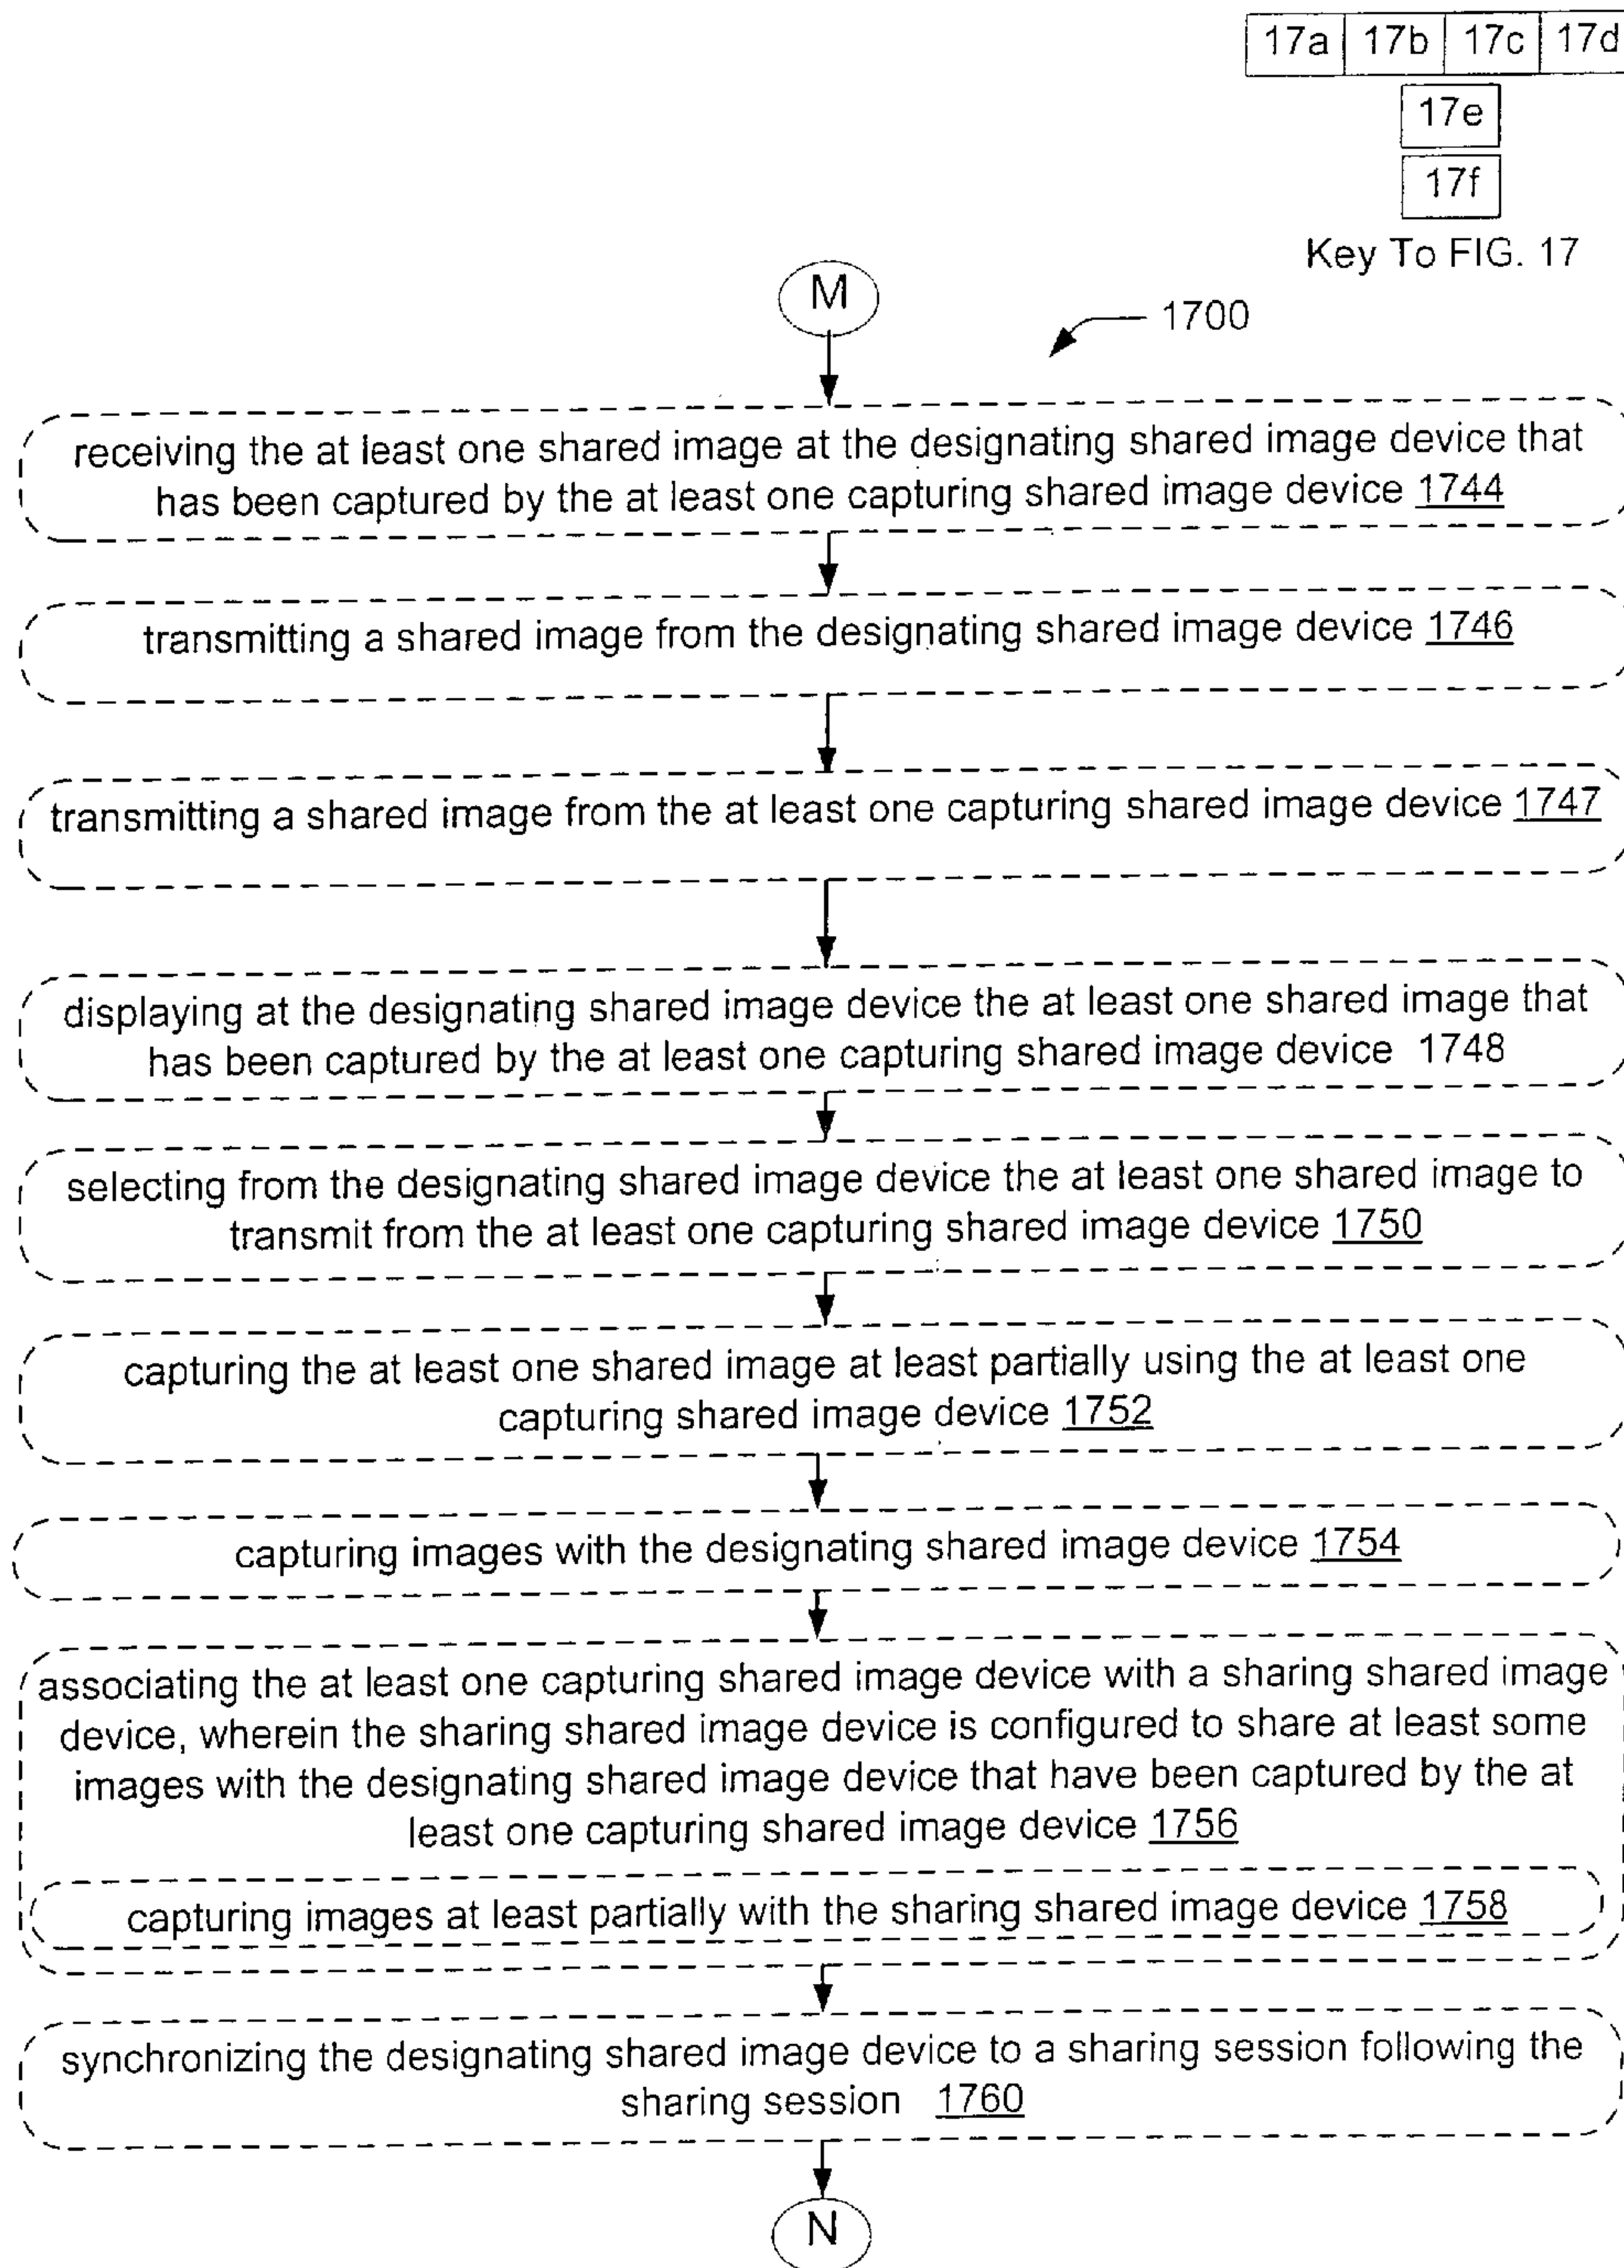 17a 17b 17c 17d
17e
17f
Key To FIG. 17
M
1700
receiving the at least one shared image at the designating shared image device that
has been captured by the at least one capturing shared image device 1744
transmitting a shared image from the designating shared image device 1746
transmitting a shared image from the at least one capturing shared image device 1747
displaying at the designating shared image device the at least one shared image that
has been captured by the at least one capturing shared image device 1748
selecting from the designating shared image device the at least one shared image to
transmit from the at least one capturing shared image device 1750
capturing the at least one shared image at least partially using the at least one
capturing shared image device 1752
capturing images with the designating shared image device 1754
associating the at least one capturing shared image device with a sharing shared image
device, wherein the sharing shared image device is configured to share at least some
images with the designating shared image device that have been captured by the at
least one capturing shared image device 1756
capturing images at least partially with the sharing shared image device 1758
synchronizing the designating shared image device to a sharing session following the
sharing session 1760
N